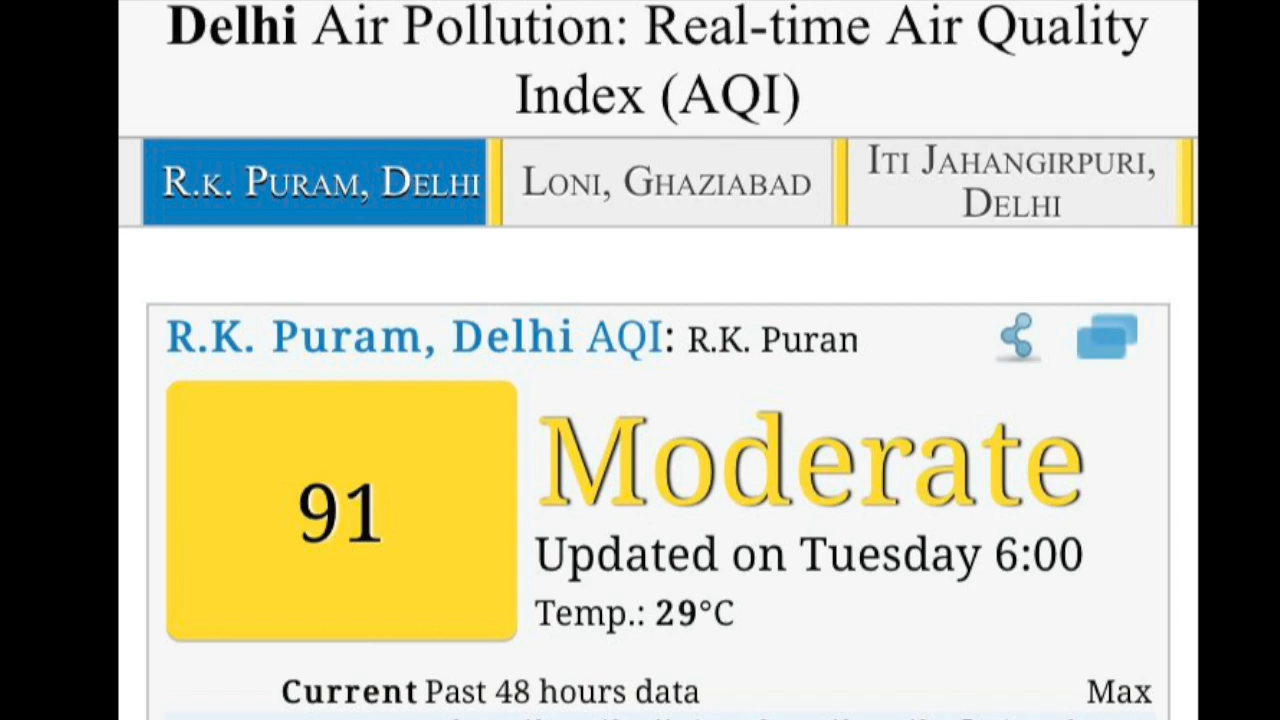 Delhi Air Pollution: Real-time Air Quality
Index (AQI)
R.K. PURAM, DELHI
LONI, GHAZIABAD
ITI JAHANGIRPURI,
DELHI
R.K. Puram, Delhi AQI: R.K. Puran
91
Moderate
Updated on Tuesday 6:00
Temp.: 29°C
Current Past 48 hours data Max